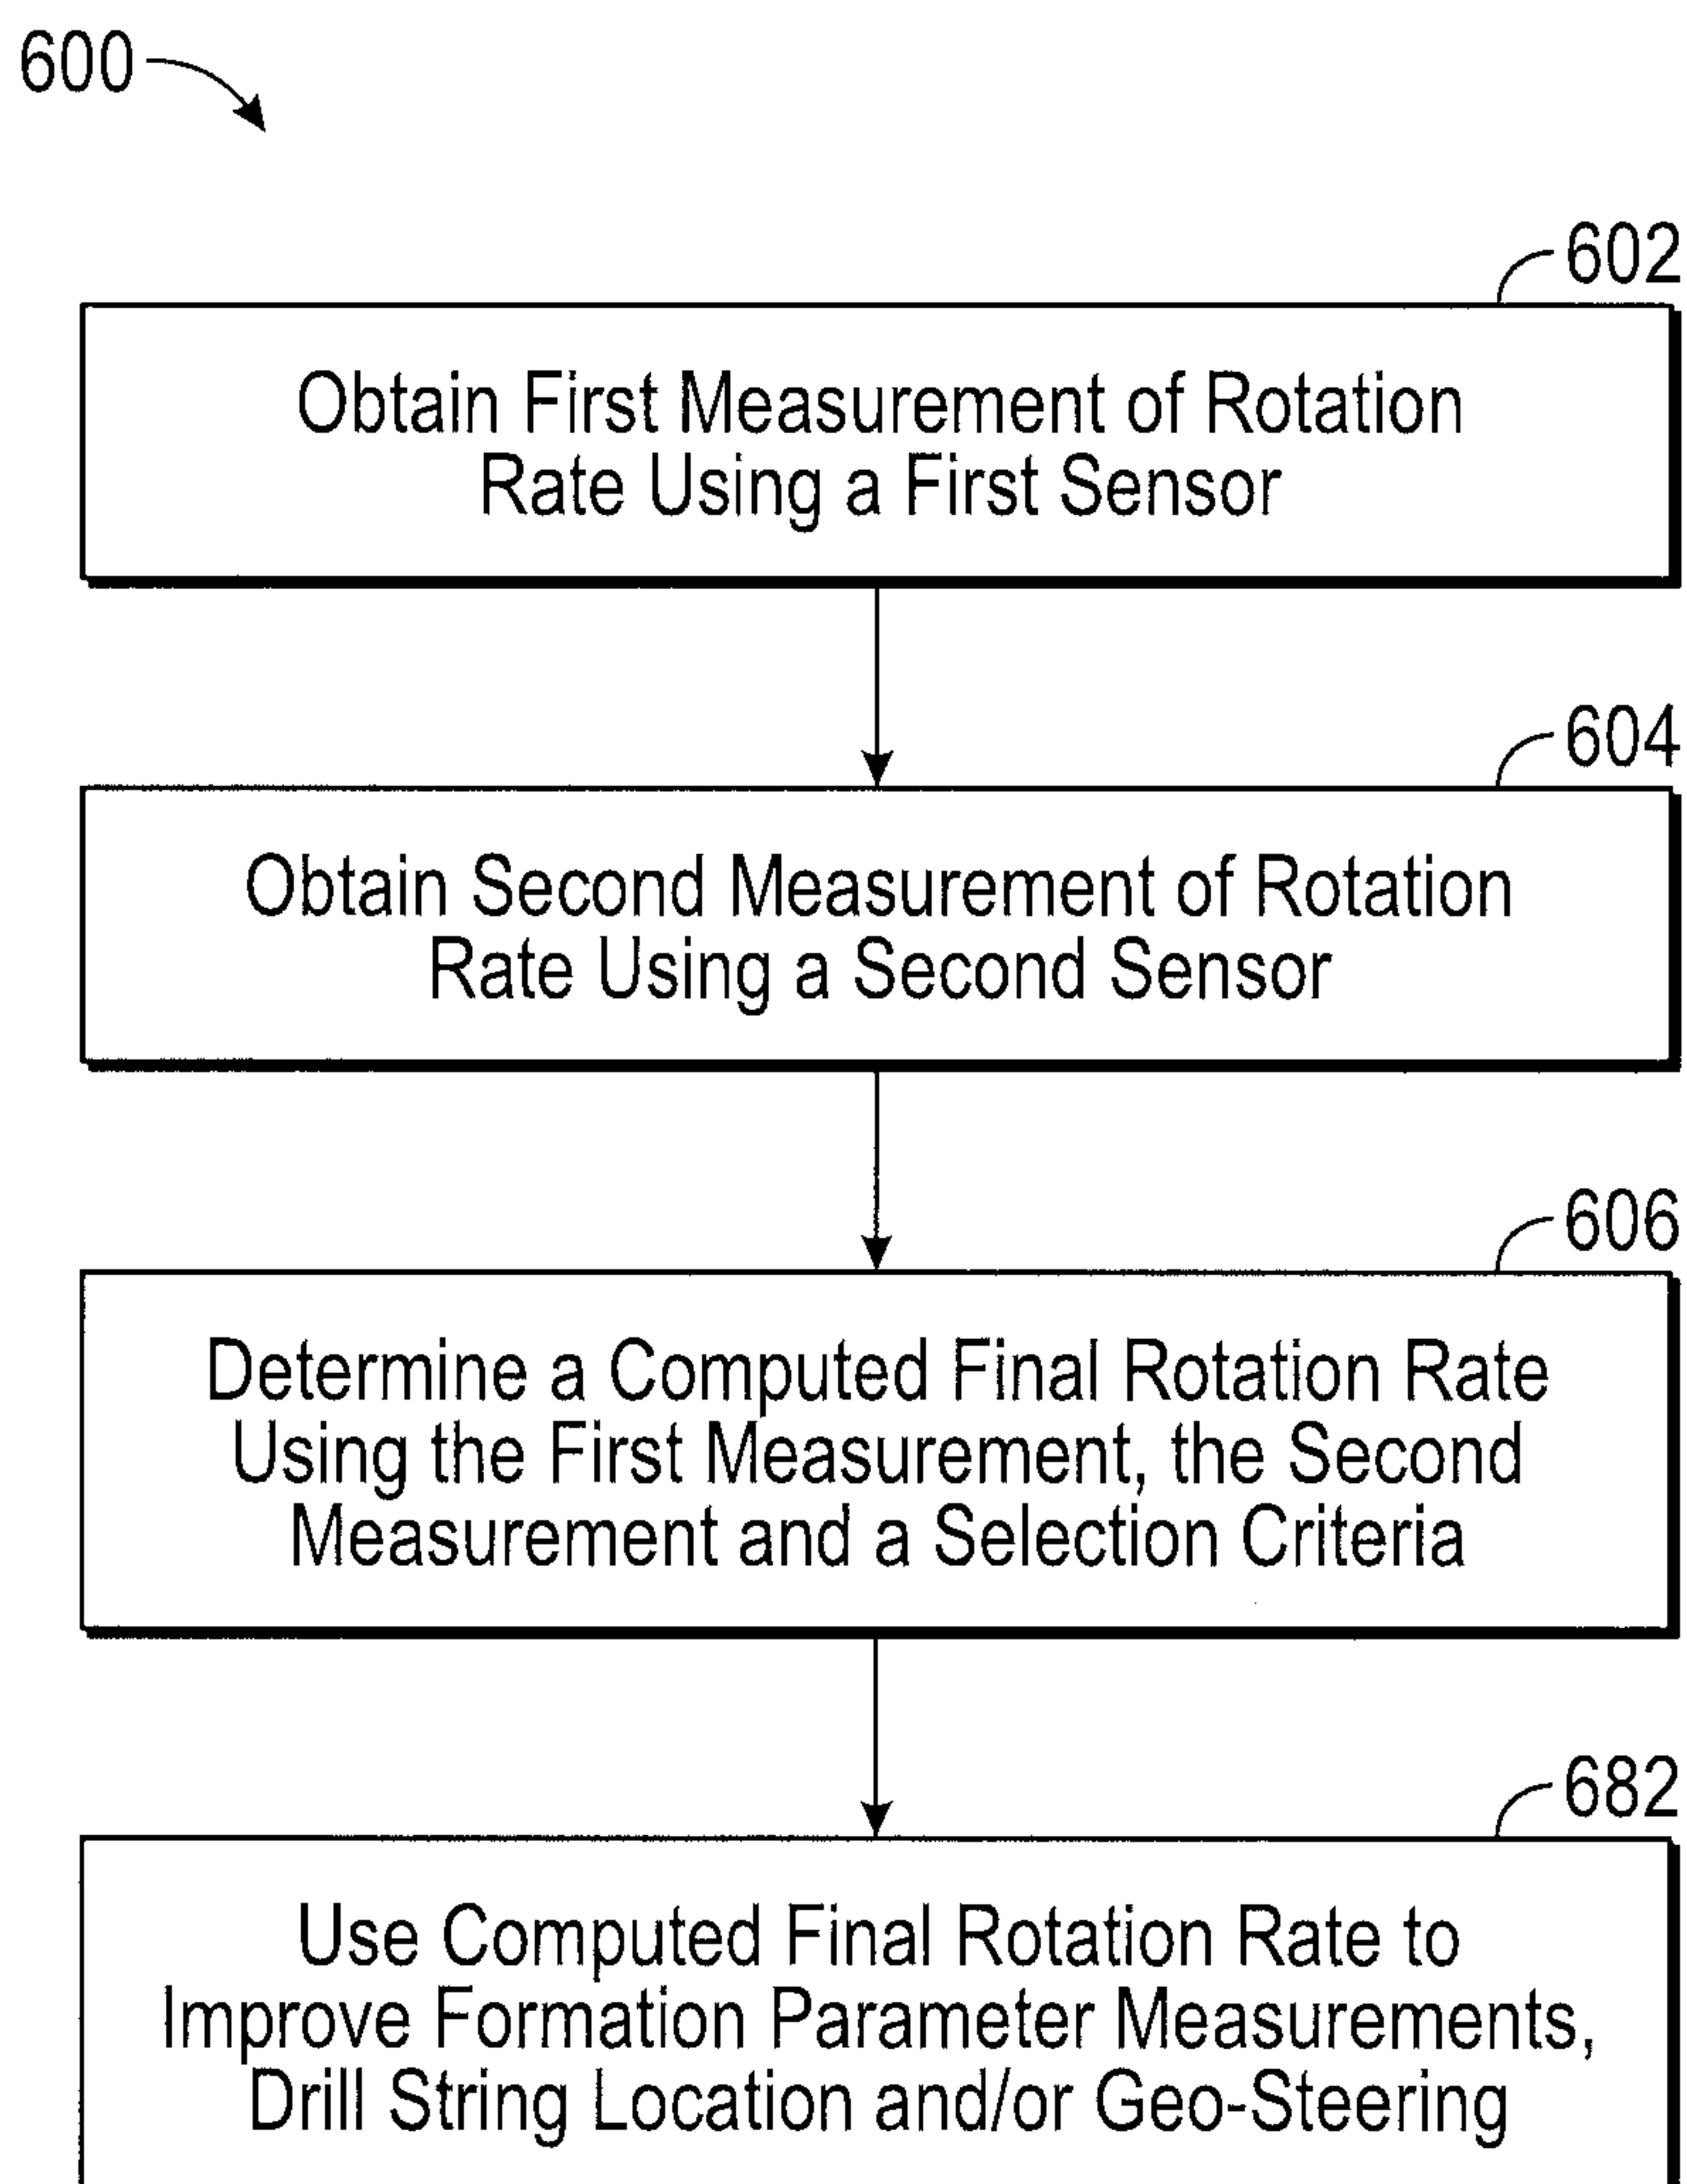 600
602
Obtain First Measurement of Rotation
Rate Using a First Sensor
604
Obtain Second Measurement of Rotation
Rate Using a Second Sensor
606
Determine a Computed Final Rotation Rate
Using the First Measurement, the Second
Measurement and a Selection Criteria
682
Use Computed Final Rotation Rate to
Improve Formation Parameter Measurements,
Drill String Location and/or Geo-Steering